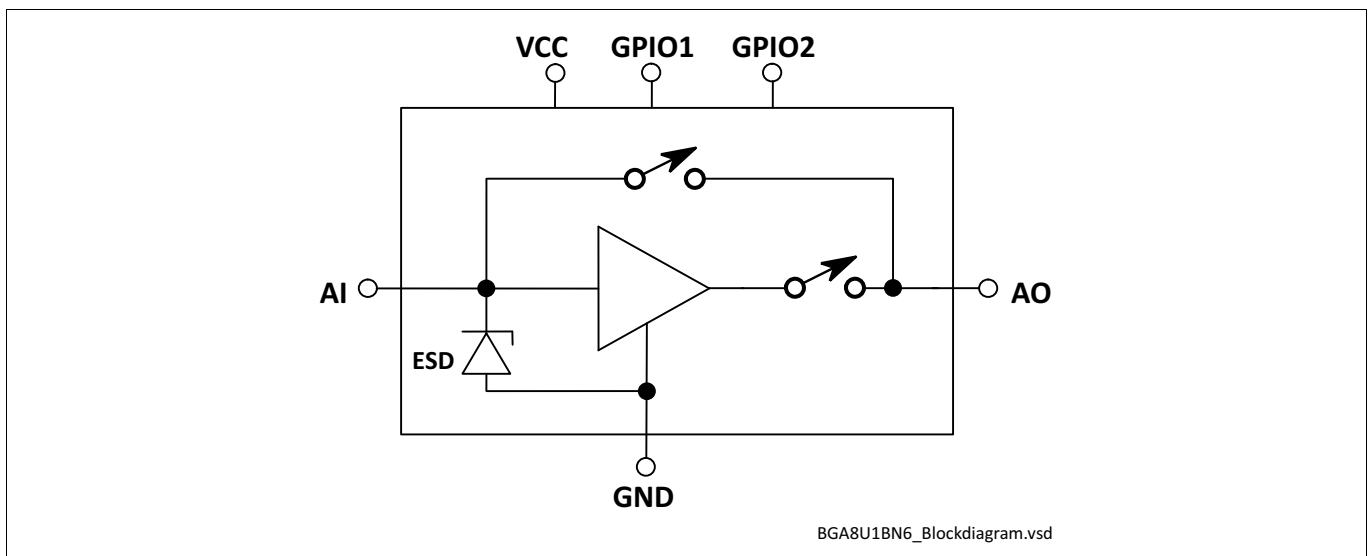 VCC GPIO1 GPIO2
AI AO
ESD
GND
BGA8U1BN6_Blockdiagram.vsd